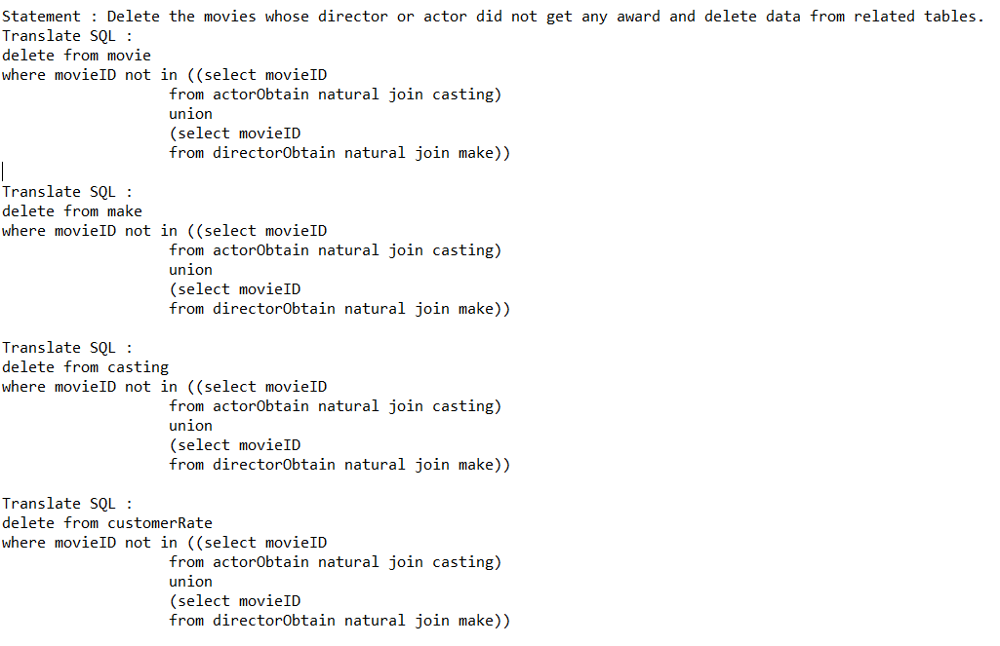 Statement : Delete the movies whose director or actor did not get any award and delete data from related tables.
Translate SQL :
delete from movie
where movieID not in ((select movieID
from actorObtain natural join casting)
union
(select movieID
from directorObtain natural join make))
Translate SQL :
delete from make
where movieID not in ((select movieID
from actorObtain natural join casting)
union
(select movieID
from directorObtain natural join make))
Translate SQL :
delete from casting
where movieID not in ((select movieID
from actorObtain natural join casting)
union
(select movieID
from directorObtain natural join make))
Translate SQL :
delete from customerRate
where movieID not in ((select movieID
from actorObtain natural join casting)
union
(select movieID
from directorObtain natural join make))